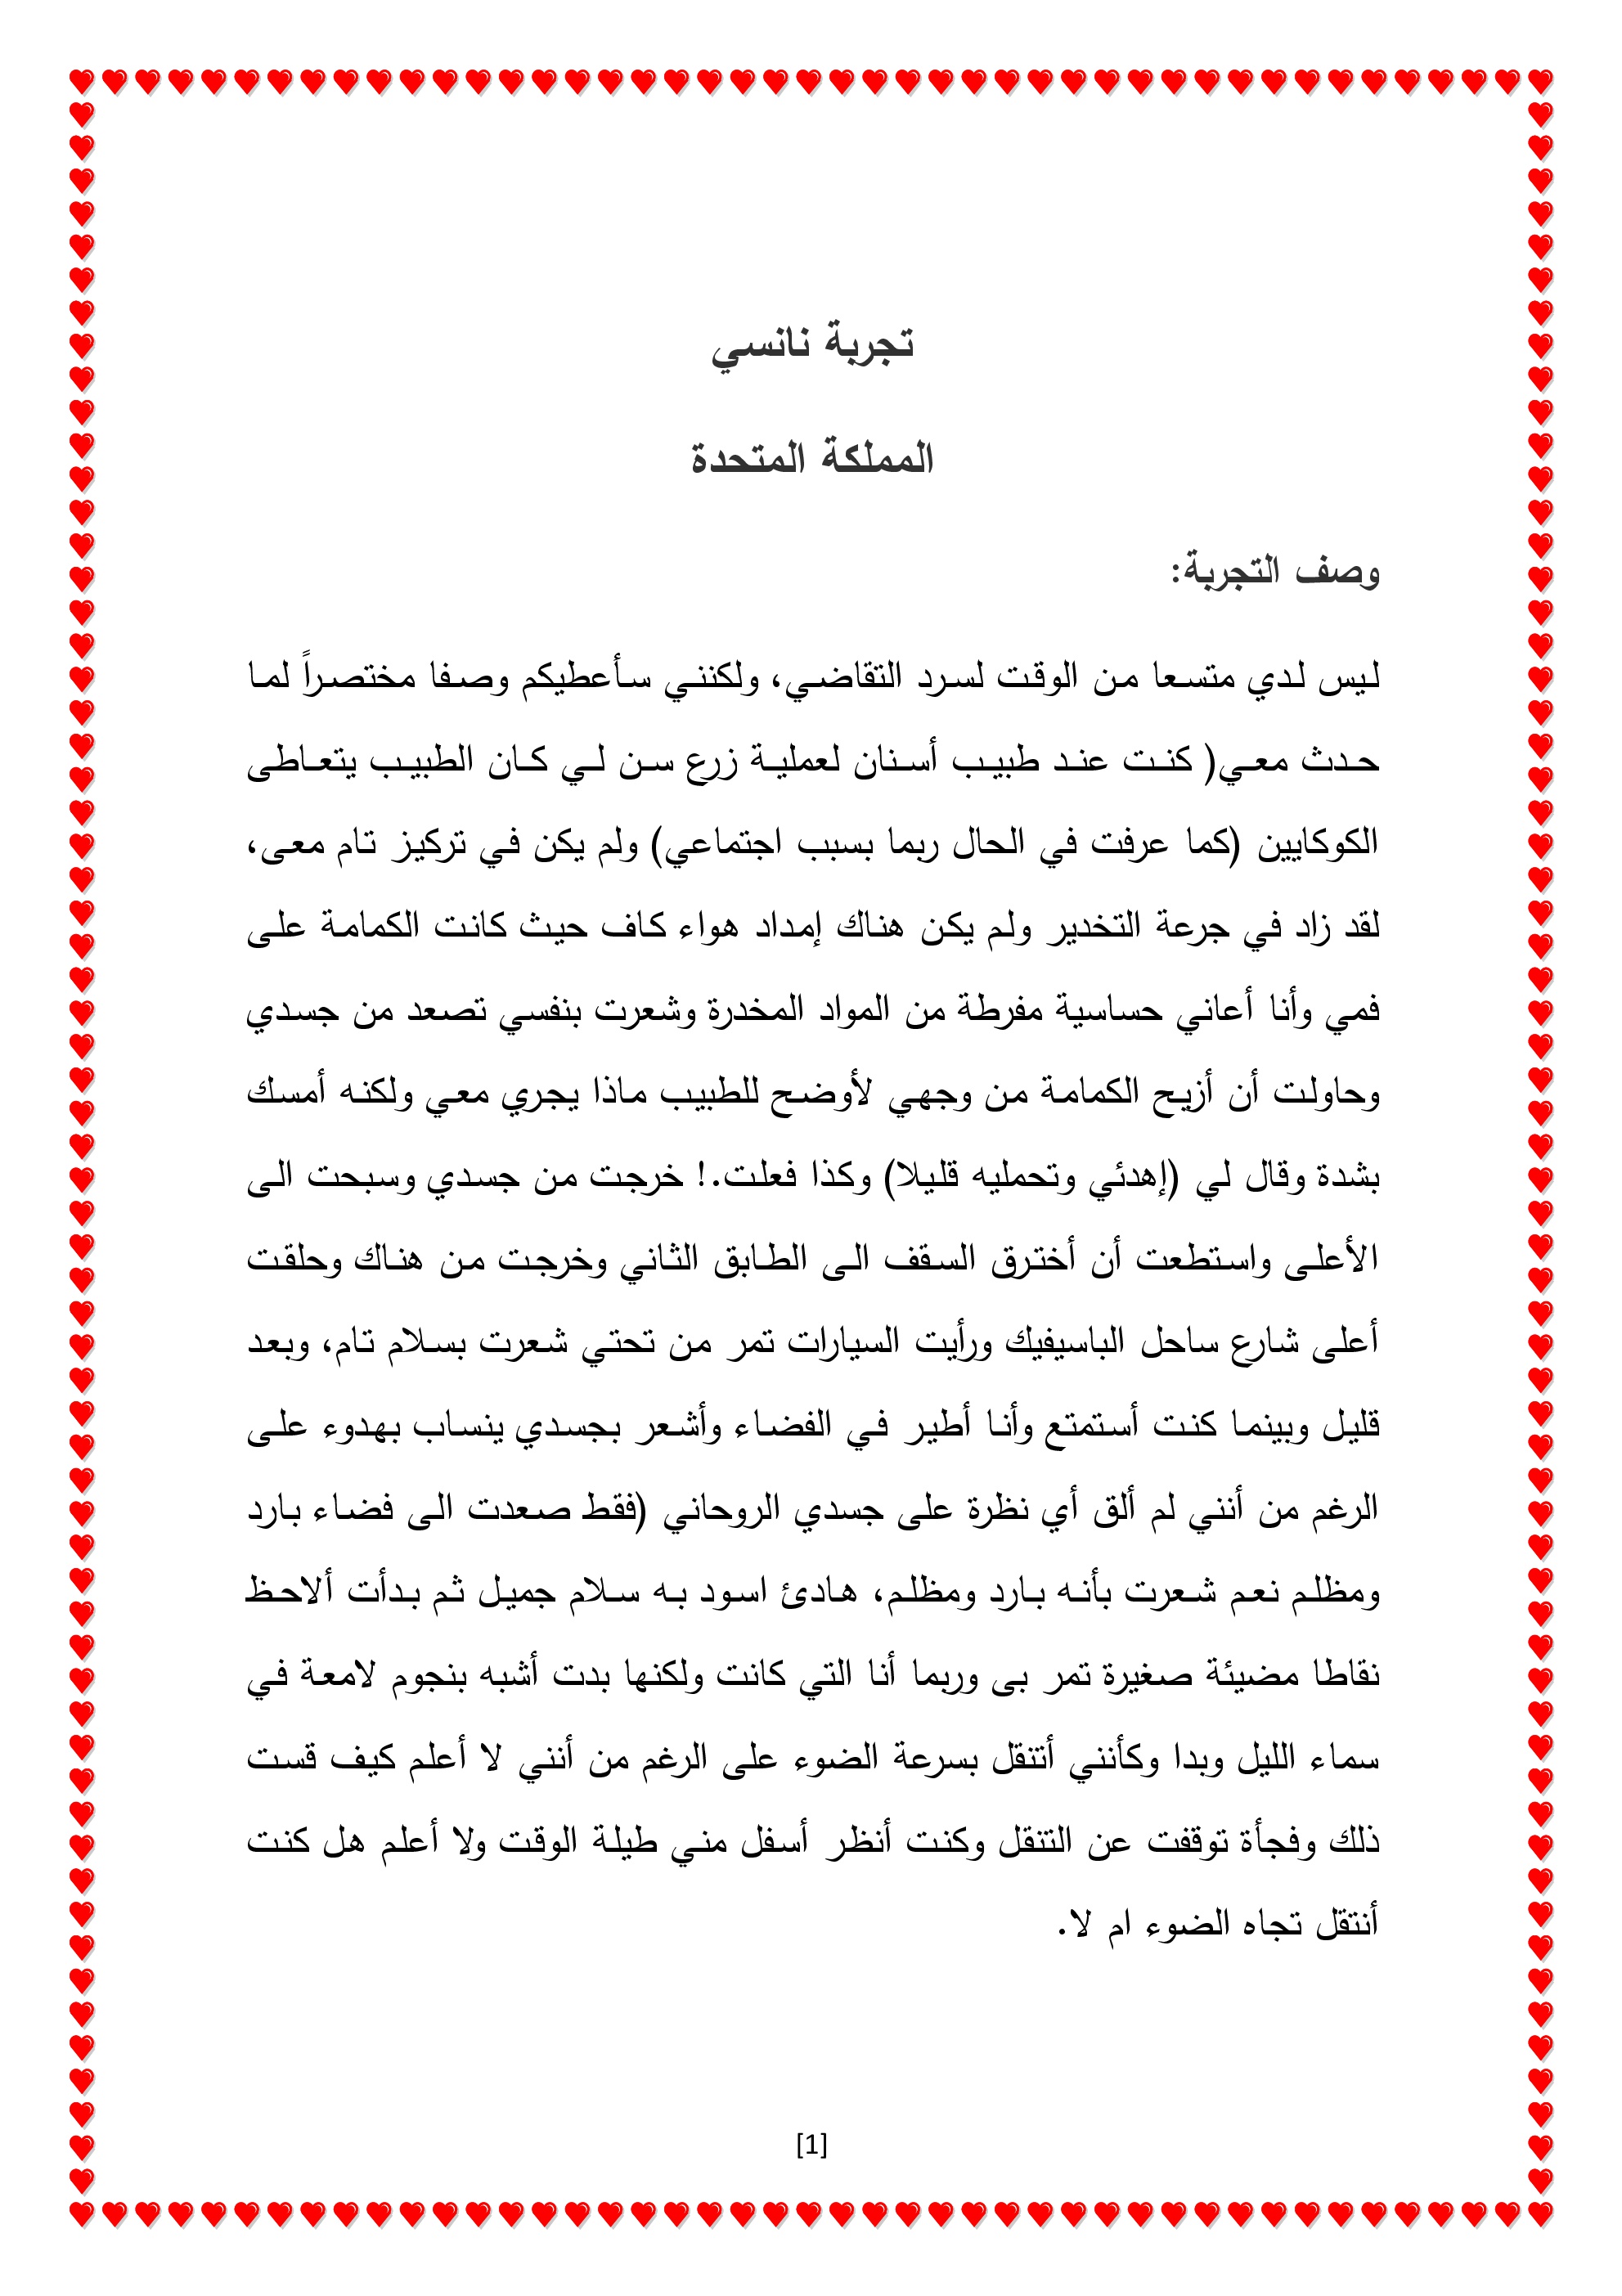 تجربة نانسي
المملكة المتحدة
وصف التجربة:
ليس لدي متسعا من الوقت لسرد التقاضي، ولكنني سأعطيكم وصفا مختصراً لما
حدث معي( كنت عند طبيب أسنان لعملية زرع سن لي كان الطبيب يتعاطى
الكوكايين (كما عرفت في الحال ربما بسبب اجتماعي) ولم يكن في تركيز تام معى،
لقد زاد في جرعة التخدير ولم يكن هناك إمداد هواء كاف حيث كانت الكمامة على
فمي وأنا أعاني حساسية مفرطة من المواد المخدرة وشعرت بنفسي تصعد من جسدي
وحاولت أن أزيح الكمامة من وجهي لأوضح للطبيب ماذا يجري معي ولكنه أمسك
بشدة وقال لي (إهدئي وتحمليه قليلا) وكذا فعلت.! خرجت من جسدي وسبحت الى
الأعلى واستطعت أن أخترق السقف الى الطابق الثاني وخرجت من هناك وحلقت
أعلى شارع ساحل الباسيفيك ورأيت السيارات تمر من تحتي شعرت بسلام تام، وبعد
قليل وبينما كنت أستمتع وأنا أطير في الفضاء وأشعر بجسدي ينساب بهدوء على
الرغم من أنني لم ألق أي نظرة على جسدي الروحاني (فقط صعدت الى فضاء بارد
ومظلم نعم شعرت بأنه بارد ومظلم، هادئ اسود به سلام جميل ثم بدأت ألاحظ
نقاطا مضيئة صغيرة تمر بى وربما أنا التي كانت ولكنها بدت أشبه بنجوم لامعة في
سماء الليل وبدا وكأنني أتنقل بسرعة الضوء على الرغم من أنني لا أعلم كيف قست
ذلك وفجأة توقفت عن التنقل وكنت أنظر أسفل مني طيلة الوقت ولا أعلم هل كنت
أنتقل تجاه الضوء ام لا.
[1]